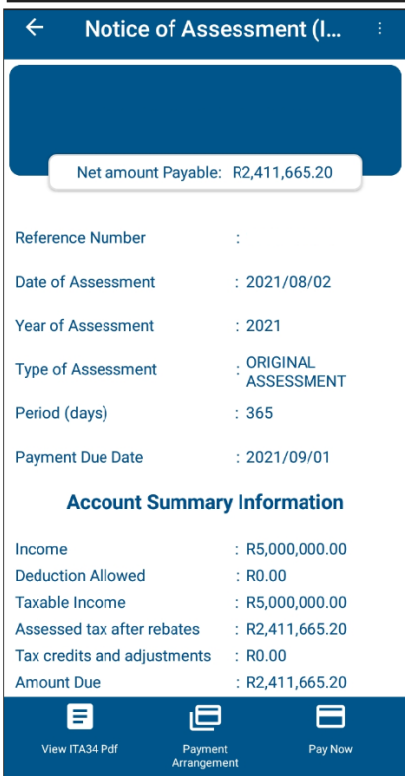 Notice of Assessment (I...
Net amount Payable: R2,411,665.20
Reference Number :
Date of Assessment : 2021/08/02
Year of Assessment : 2021
Type of Assessment : ORIGINAL
ASSESSMENT
Period (days) : 365
Payment Due Date : 2021/09/01
Account Summary Information
Income : R5,000,000.00
Deduction Allowed : R0.00
Taxable Income : R5,000,000.00
Assessed tax after rebates : R2,411,665.20
Tax credits and adjustments : R0.00
Amount Due : R2,411,665.20
View ITA34 Pdf
Payment
Arrangement
Pay Now